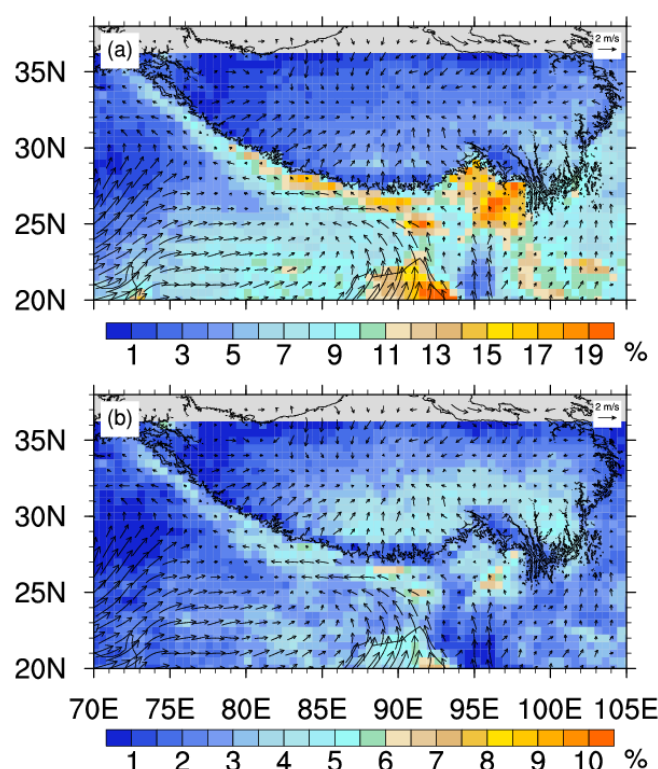 (a)
2 m/s
35N
30N
25N
20N
1 3 5 7 9 11 13 15 17 19 %
(b)
2 m/s
35N
30N
25N
20N
70E 75E 80E 85E 90E 95E 100E 105E
1 2 3 4 5 6 7 8 9 10 %